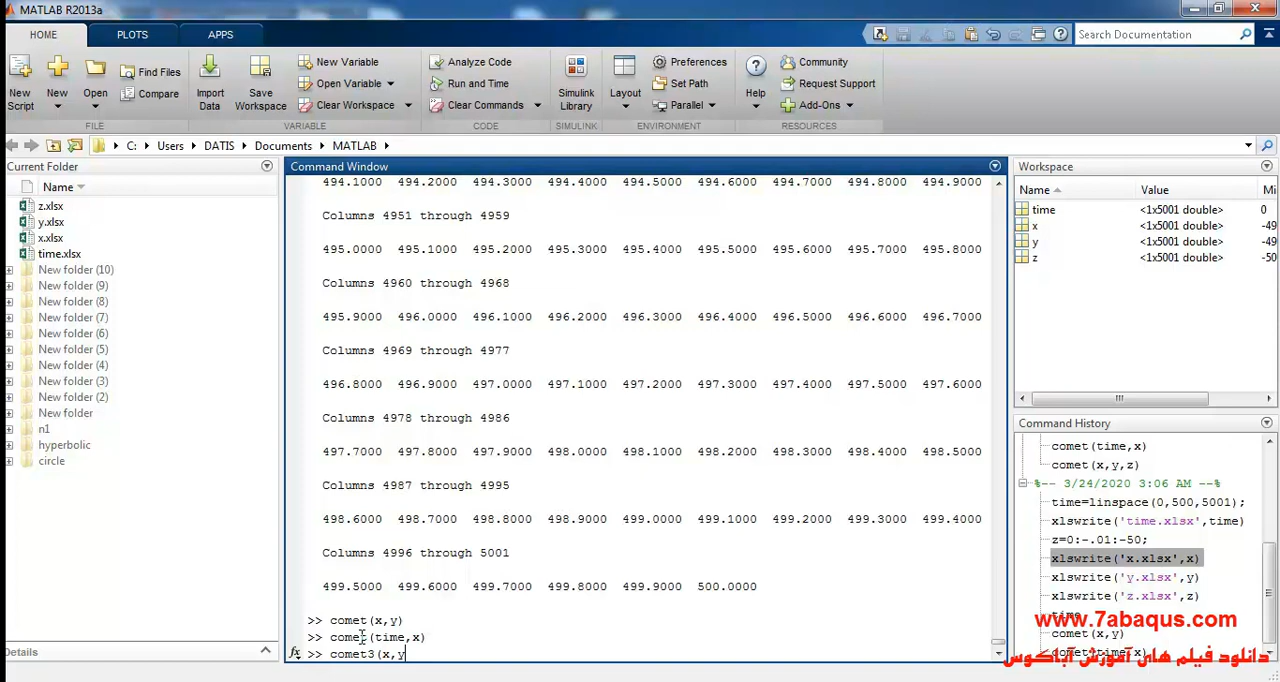 MATLAB R2013a
HOME PLOTS APPS Search Documentation
New Script New Open Find Files Compare
FILE
Import Data Save Workspace New Variable Open Variable Clear Workspace
VARIABLE
Analyze Code Run and Time Clear Commands
CODE
Simulink Library
SIMULINK
Layout Preferences Set Path Parallel
ENVIRONMENT
Help Community Request Support Add-Ons
RESOURCES
C: Users DATIS Documents MATLAB
Current Folder
Name
z.xlsx
y.xlsx
x.xlsx
time.xlsx
New folder (10)
New folder (9)
New folder (8)
New folder (7)
New folder (6)
New folder (5)
New folder (4)
New folder (3)
New folder (2)
New folder
n1
hyperbolic
circle
Details
Command Window
494.1000 494.2000 494.3000 494.4000 494.5000 494.6000 494.7000 494.8000 494.9000
Columns 4951 through 4959
495.0000 495.1000 495.2000 495.3000 495.4000 495.5000 495.6000 495.7000 495.8000
Columns 4960 through 4968
495.9000 496.0000 496.1000 496.2000 496.3000 496.4000 496.5000 496.6000 496.7000
Columns 4969 through 4977
496.8000 496.9000 497.0000 497.1000 497.2000 497.3000 497.4000 497.5000 497.6000
Columns 4978 through 4986
497.7000 497.8000 497.9000 498.0000 498.1000 498.2000 498.3000 498.4000 498.5000
Columns 4987 through 4995
498.6000 498.7000 498.8000 498.9000 499.0000 499.1000 499.2000 499.3000 499.4000
Columns 4996 through 5001
499.5000 499.6000 499.7000 499.8000 499.9000 500.0000
>> comet(x,y)
>> comet(time,x)
fx >> comet3(x,y
Workspace
Name Value Mi
time <1x5001 double> 0
x <1x5001 double> -49
y <1x5001 double> -49
z <1x5001 double> -50
Command History
comet(time,x)
comet(x,y,z)
%-- 3/24/2020 3:06 AM --%
time=linspace(0,500,5001);
xlswrite('time.xlsx',time)
z=0:-.01:-50;
xlswrite('x.xlsx',x)
xlswrite('y.xlsx',y)
xlswrite('z.xlsx',z)
time
comet(x,y)
comet(time,x)
www.7abaqus.com
دانلود فیلم های آموزش آباکوس